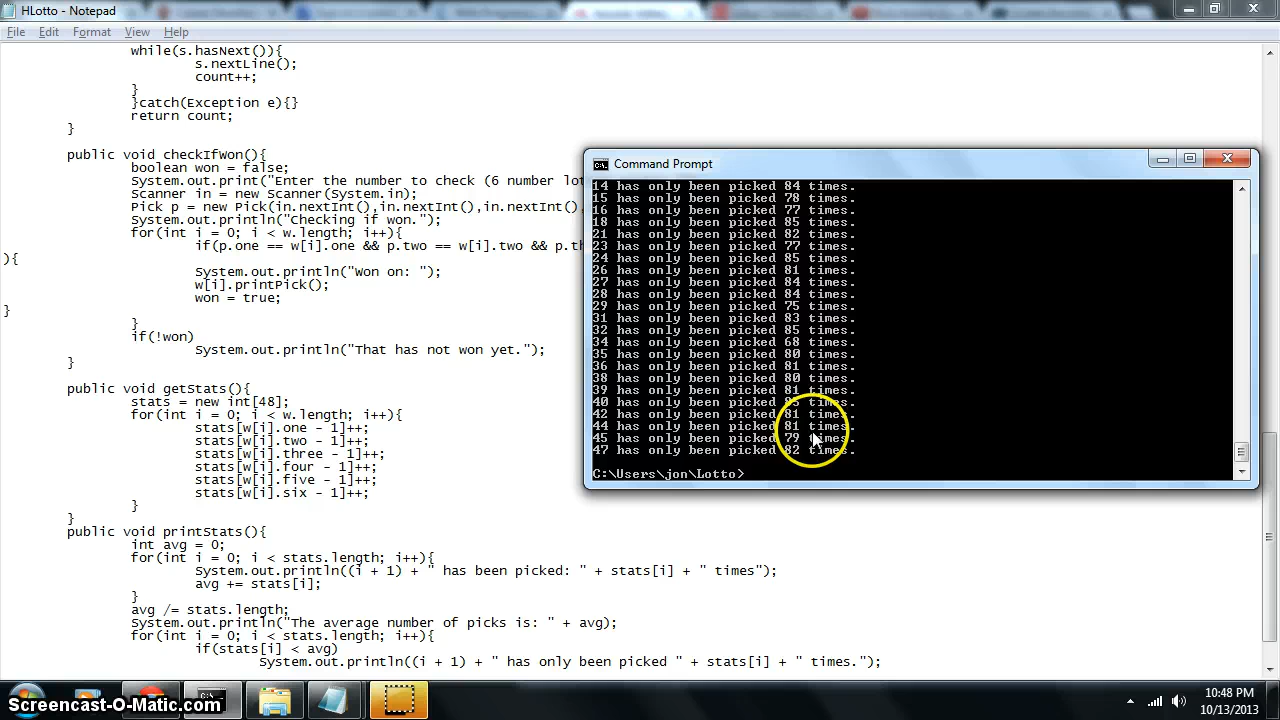 HLotto - Notepad
File Edit Format View Help
while(s.hasNext()){
s.nextLine();
count++;
}
}catch(Exception e){}
return count;
}
public void checkIfWon(){
boolean won = false;
System.out.print("Enter the number to check (6 number lot
Scanner in = new Scanner(System.in);
Pick p = new Pick(in.nextInt(),in.nextInt(),in.nextInt(),
System.out.println("Checking if won.");
for(int i = 0; i < w.length; i++){
if(p.one == w[i].one && p.two == w[i].two && p.th
){
System.out.println("Won on: ");
w[i].printPick();
won = true;
}
}
if(!won)
System.out.println("That has not won yet.");
}
public void getStats(){
stats = new int[48];
for(int i = 0; i < w.length; i++){
stats[w[i].one - 1]++;
stats[w[i].two - 1]++;
stats[w[i].three - 1]++;
stats[w[i].four - 1]++;
stats[w[i].five - 1]++;
stats[w[i].six - 1]++;
}
}
public void printStats(){
int avg = 0;
for(int i = 0; i < stats.length; i++){
System.out.println((i + 1) + " has been picked: " + stats[i] + " times");
avg += stats[i];
}
avg /= stats.length;
System.out.println("The average number of picks is: " + avg);
for(int i = 0; i < stats.length; i++){
if(stats[i] < avg)
System.out.println((i + 1) + " has only been picked " + stats[i] + " times.");
Command Prompt
14 has only been picked 84 times.
15 has only been picked 78 times.
16 has only been picked 77 times.
18 has only been picked 85 times.
21 has only been picked 82 times.
23 has only been picked 77 times.
24 has only been picked 85 times.
26 has only been picked 81 times.
27 has only been picked 84 times.
28 has only been picked 84 times.
29 has only been picked 75 times.
31 has only been picked 83 times.
32 has only been picked 85 times.
34 has only been picked 68 times.
35 has only been picked 80 times.
36 has only been picked 81 times.
38 has only been picked 80 times.
39 has only been picked 81 times.
40 has only been picked 85 times.
42 has only been picked 81 times.
44 has only been picked 81 times.
45 has only been picked 79 times.
47 has only been picked 82 times.
C:\Users\jon\Lotto>
Screencast-O-Matic.com
10:48 PM
10/13/2013